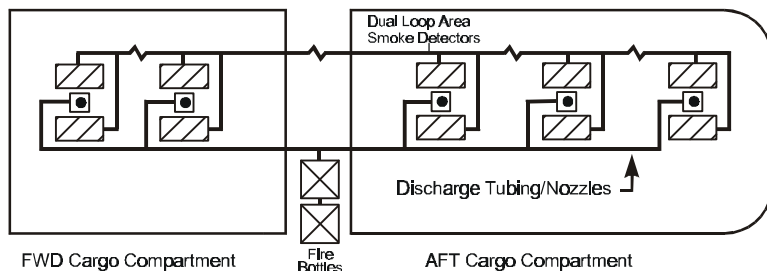 Dual Loop Area
Smoke Detectors
Discharge Tubing/Nozzles
FWD Cargo Compartment
Fire
Bottles
AFT Cargo Compartment